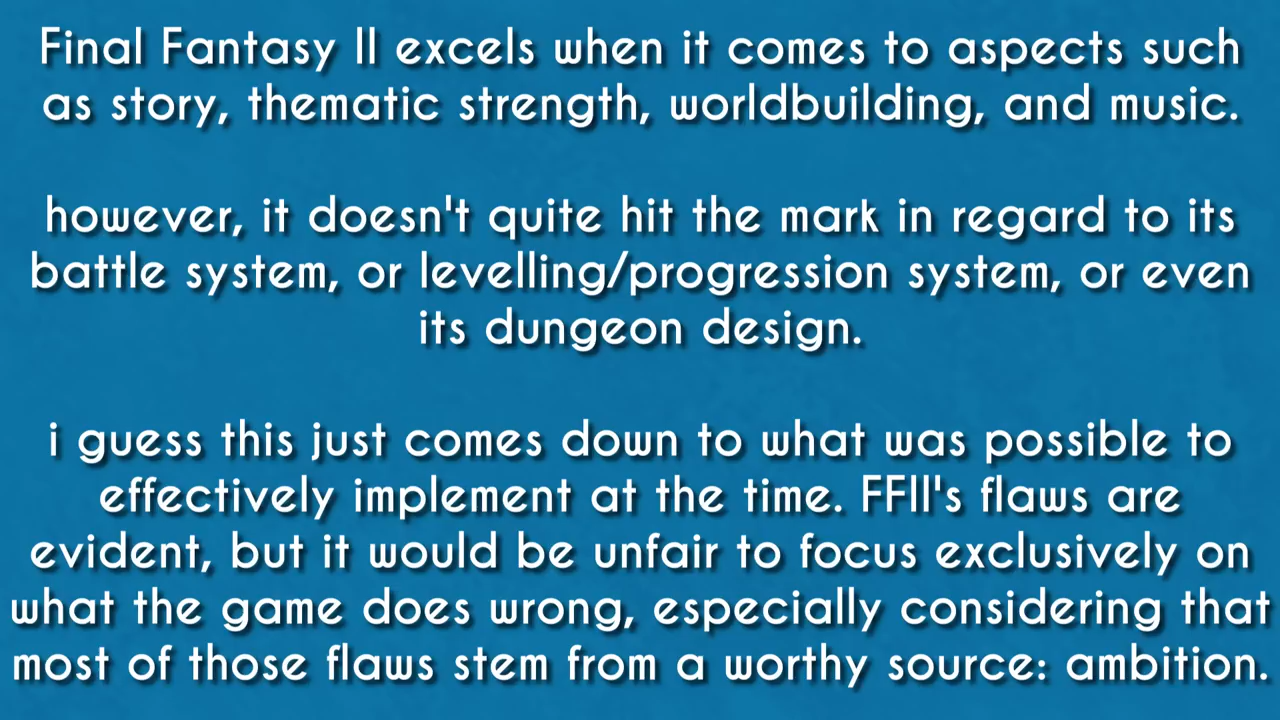 Final Fantasy II excels when it comes to aspects such
as story, thematic strength, worldbuilding, and music.
however, it doesn't quite hit the mark in regard to its
battle system, or levelling/progression system, or even
its dungeon design.
i guess this just comes down to what was possible to
effectively implement at the time. FFII's flaws are
evident, but it would be unfair to focus exclusively on
what the game does wrong, especially considering that
most of those flaws stem from a worthy source: ambition.